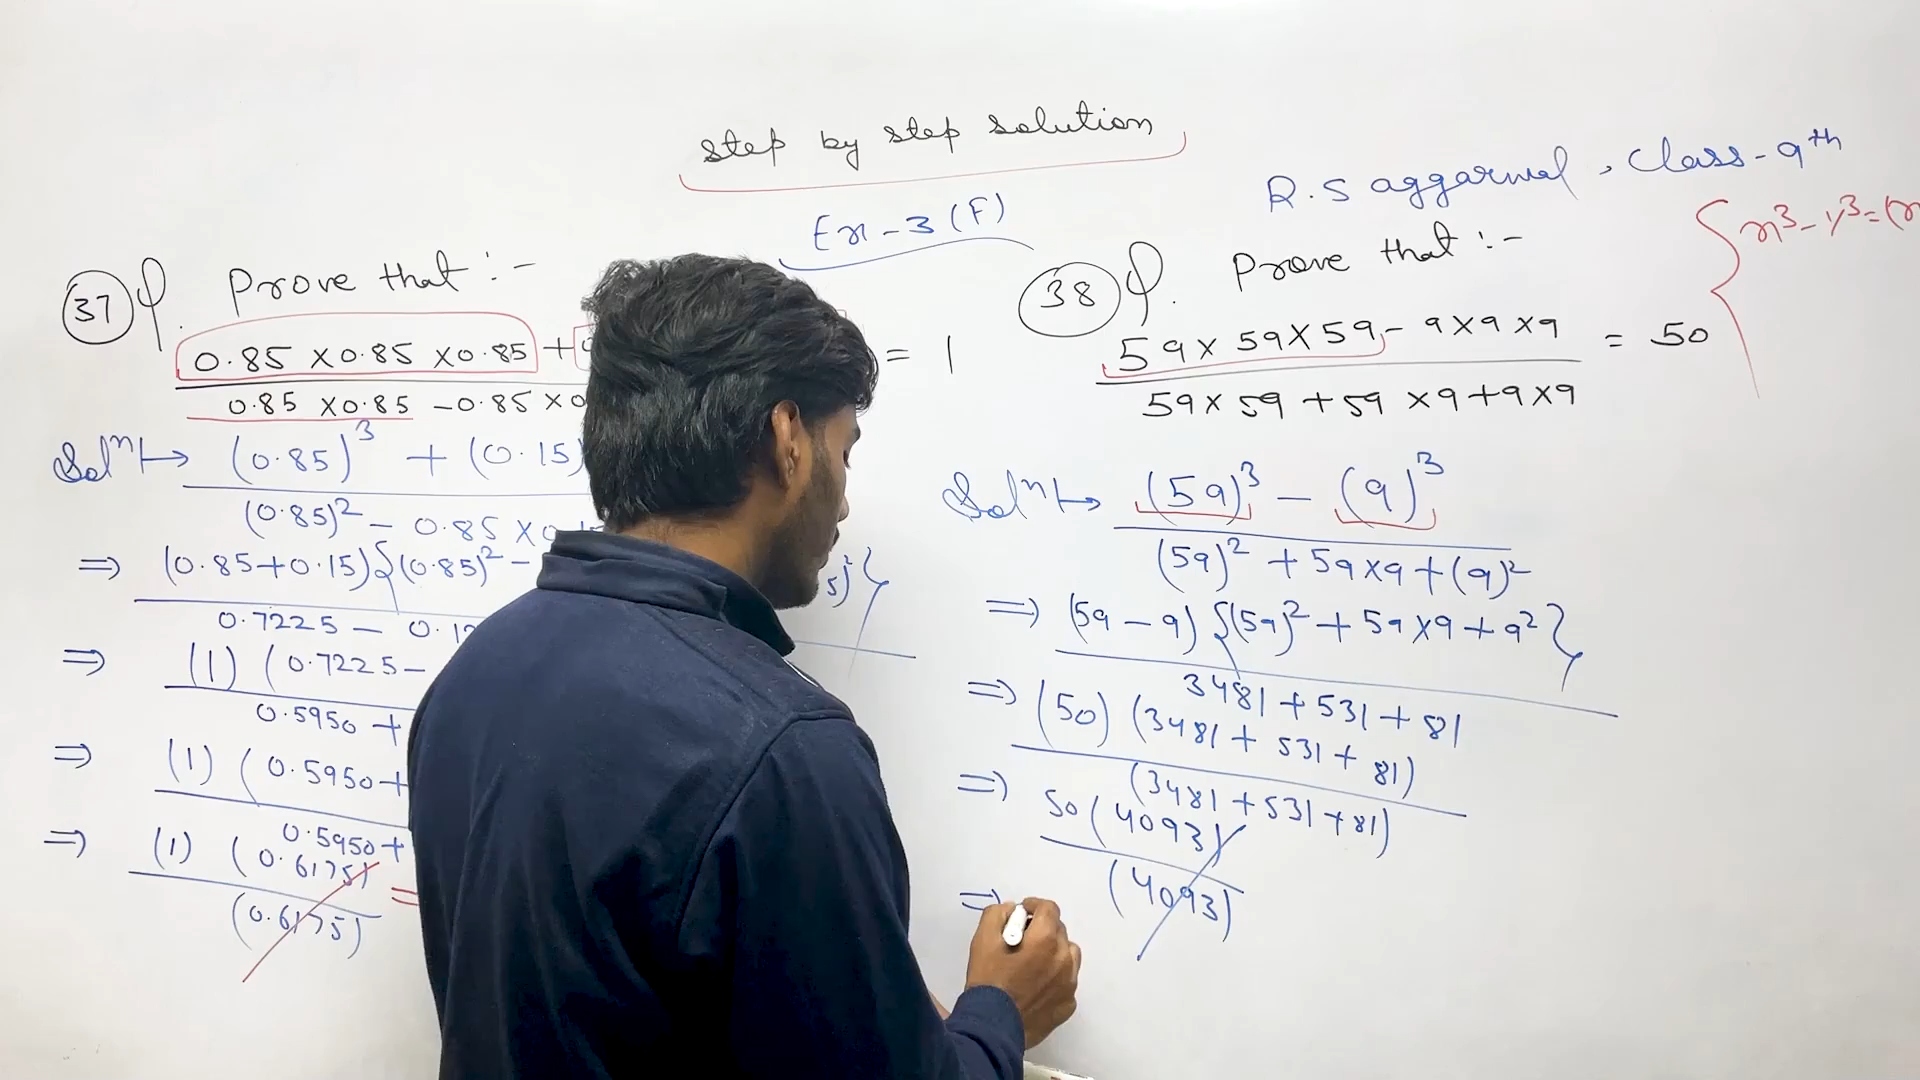 step by step solution
R.S aggarwal, Class-9th
Ex-3(F)
37 Q. Prove that :-
0.85 ×0.85 ×0.85 +
= 1
0.85 ×0.85 -0.85×0
Solⁿ↦ (0.85)³ + (0.15)
(0.85)² - 0.85 ×0.1
⇒ (0.85+0.15){(0.85)² -
5)²}
0.7225 - 0.12
⇒ (1) (0.7225-
0.5950 +
⇒ (1) (0.5950+
0.5950+
⇒ (1) (0.6175) =
(0.6175)
38 Q. Prove that :-
x³-y³=(x
59× 59×59- 9×9×9 = 50
59×59 +59 ×9+9×9
Solⁿ↦ (59)³ - (9)³
(59)² + 59×9+(9)²
⇒ (59-9) {(59)²+59×9+9²}
3481+531+81
⇒ (50) (3481+ 531+ 81)
(3481+531+81)
⇒ 50(4093)
(4093)
⇒